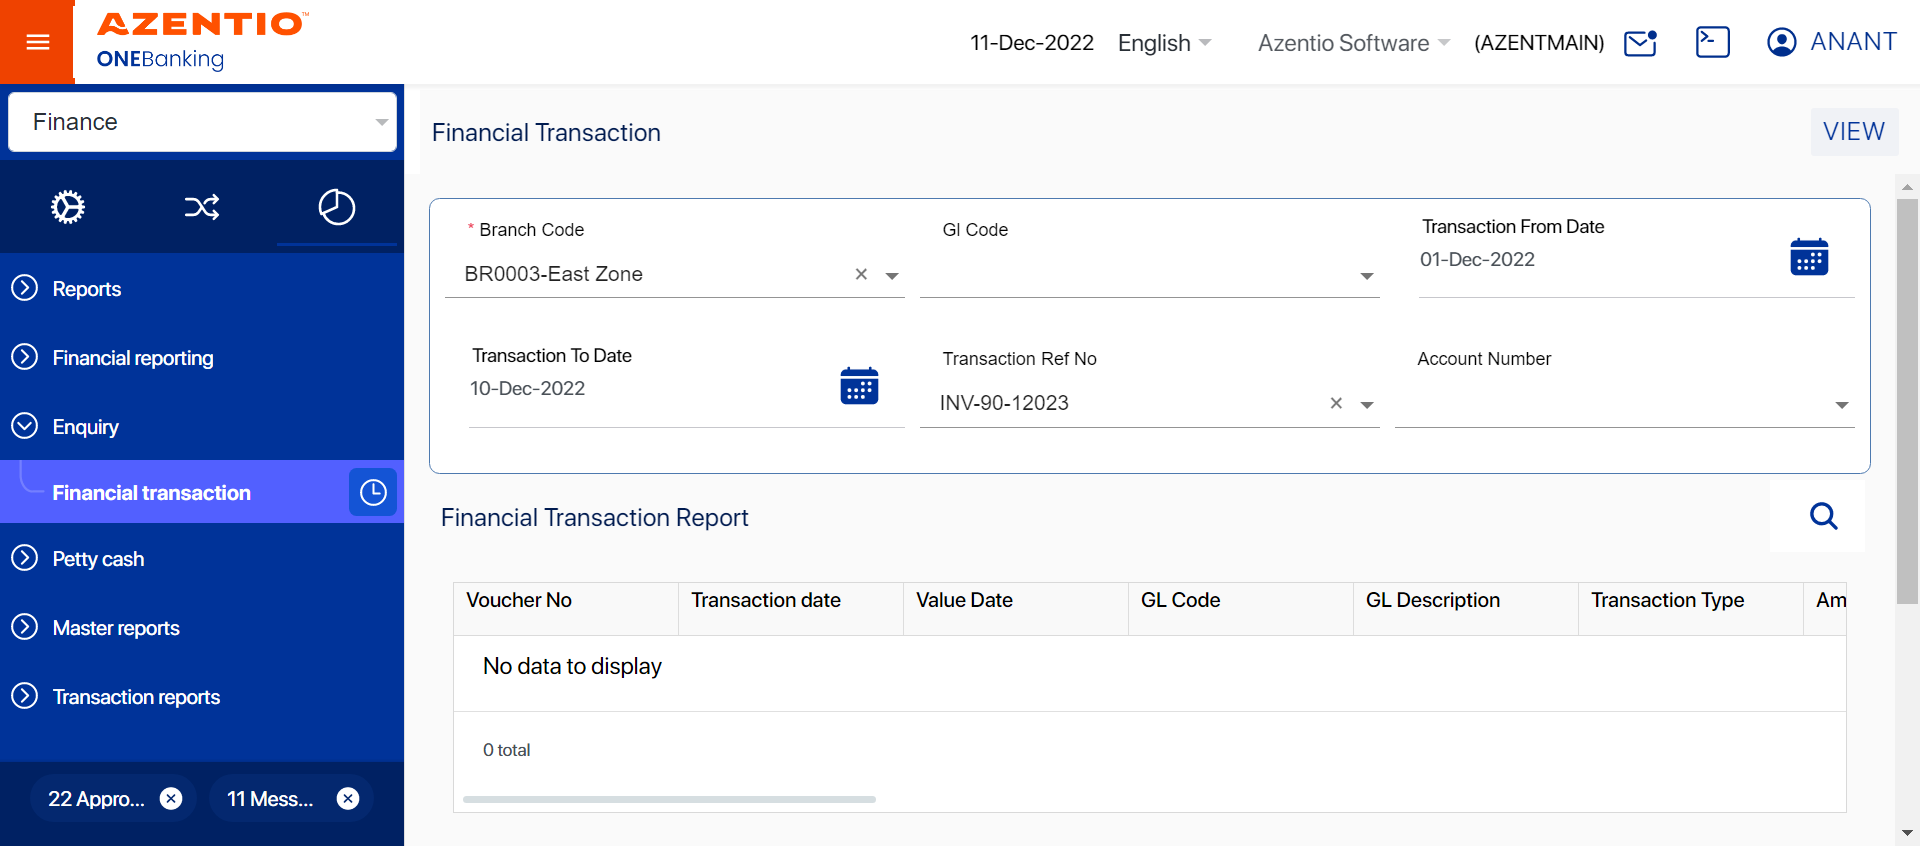 AZENTIO™
ONEBanking
11-Dec-2022 English Azentio Software (AZENTMAIN) ANANT
Finance
Reports
Financial reporting
Enquiry
Financial transaction
Petty cash
Master reports
Transaction reports
22 Appro...
11 Mess...
Financial Transaction
VIEW
* Branch Code
BR0003-East Zone
Gl Code
Transaction From Date
01-Dec-2022
Transaction To Date
10-Dec-2022
Transaction Ref No
INV-90-12023
Account Number
Financial Transaction Report
Voucher No Transaction date Value Date GL Code GL Description Transaction Type Am
No data to display
0 total